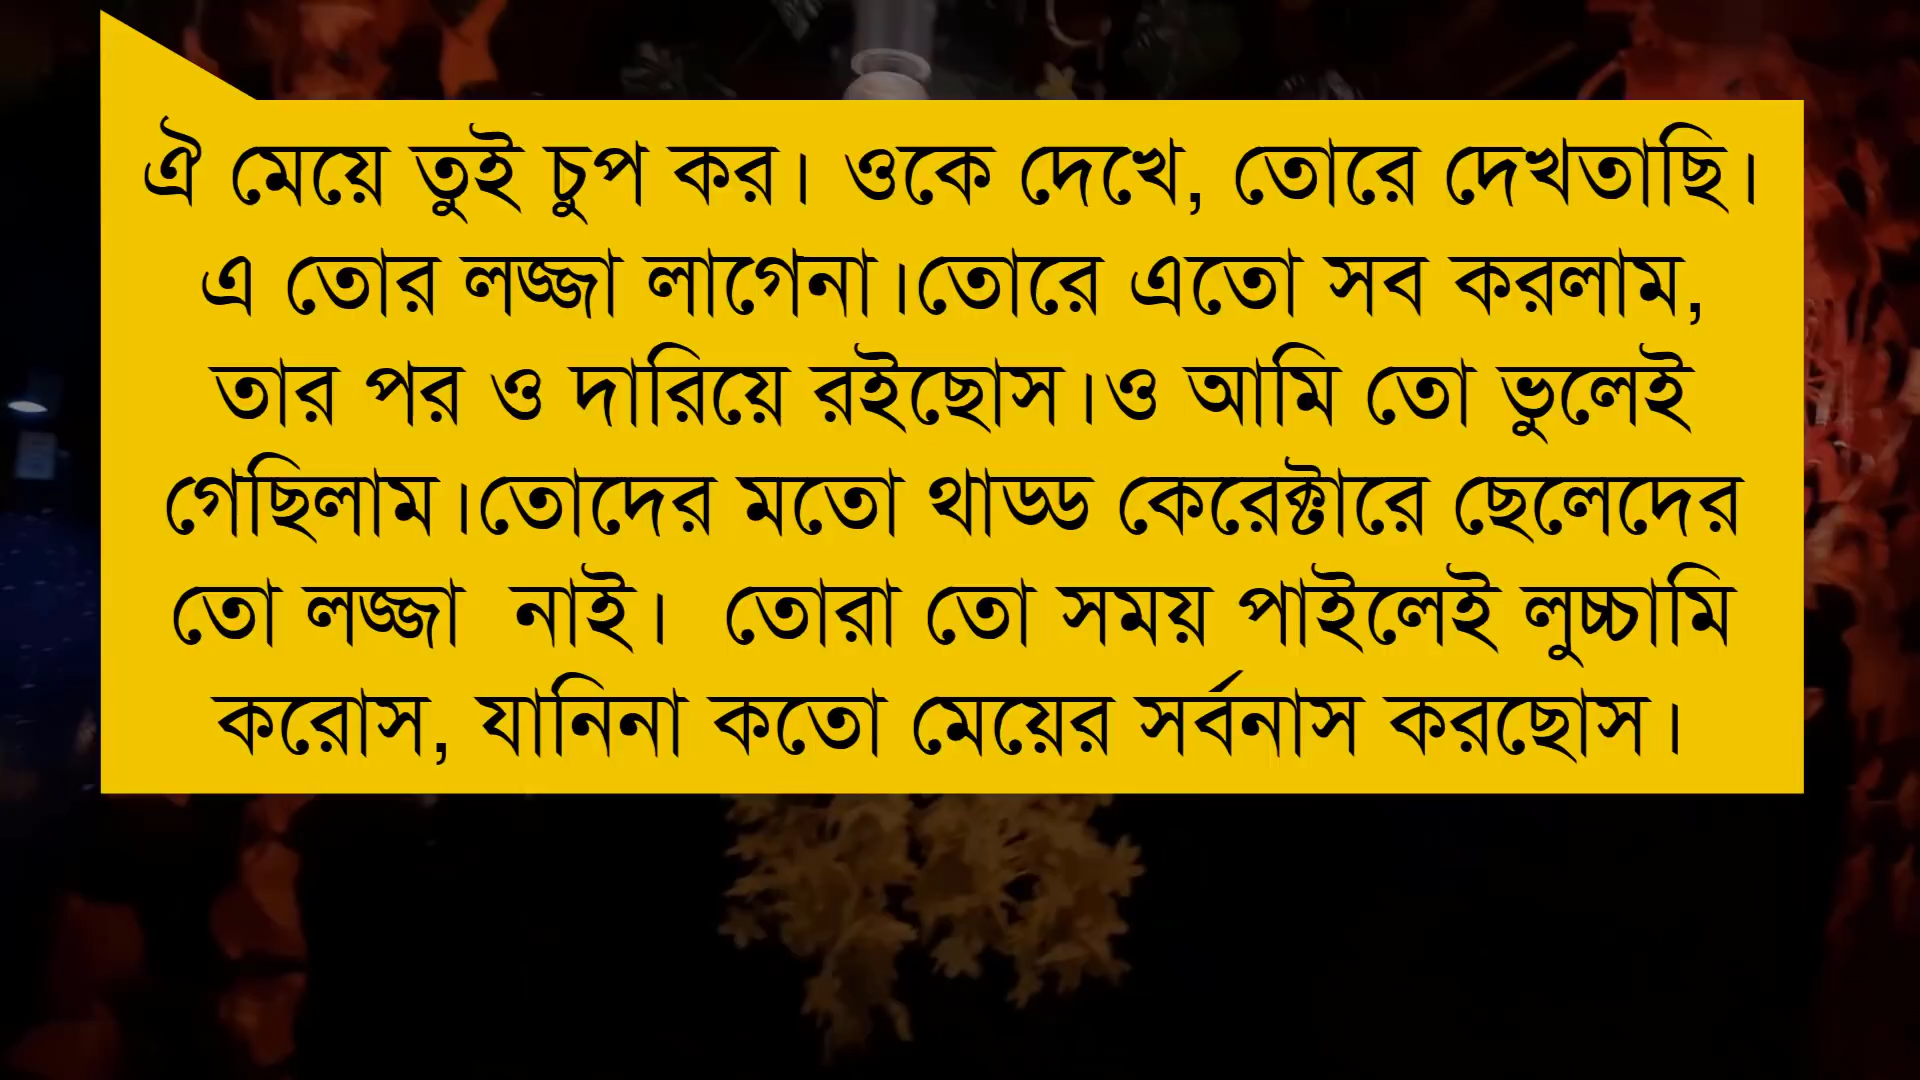 ঐ মেয়ে তুই চুপ কর। ওকে দেখে, তোরে দেখতাছি।
এ তোর লজ্জা লাগেনা।তোরে এতো সব করলাম,
তার পর ও দারিয়ে রইছোস।ও আমি তো ভুলেই
গেছিলাম।তোদের মতো থাড্ড কেরেক্টারে ছেলেদের
তো লজ্জা  নাই।  তোরা তো সময় পাইলেই লুচ্চামি
করোস, যানিনা কতো মেয়ের সর্বনাস করছোস।